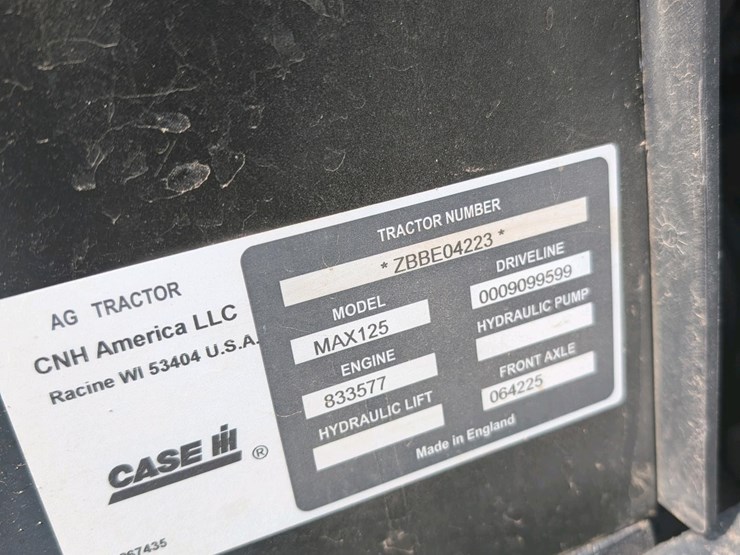 AG TRACTOR
CNH America LLC
Racine WI 53404 U.S.A.
CASE IH ®
TRACTOR NUMBER
* ZBBE04223 *
MODEL
MAX125
DRIVELINE
0009099599
ENGINE
833577
HYDRAULIC PUMP
HYDRAULIC LIFT
FRONT AXLE
064225
Made in England